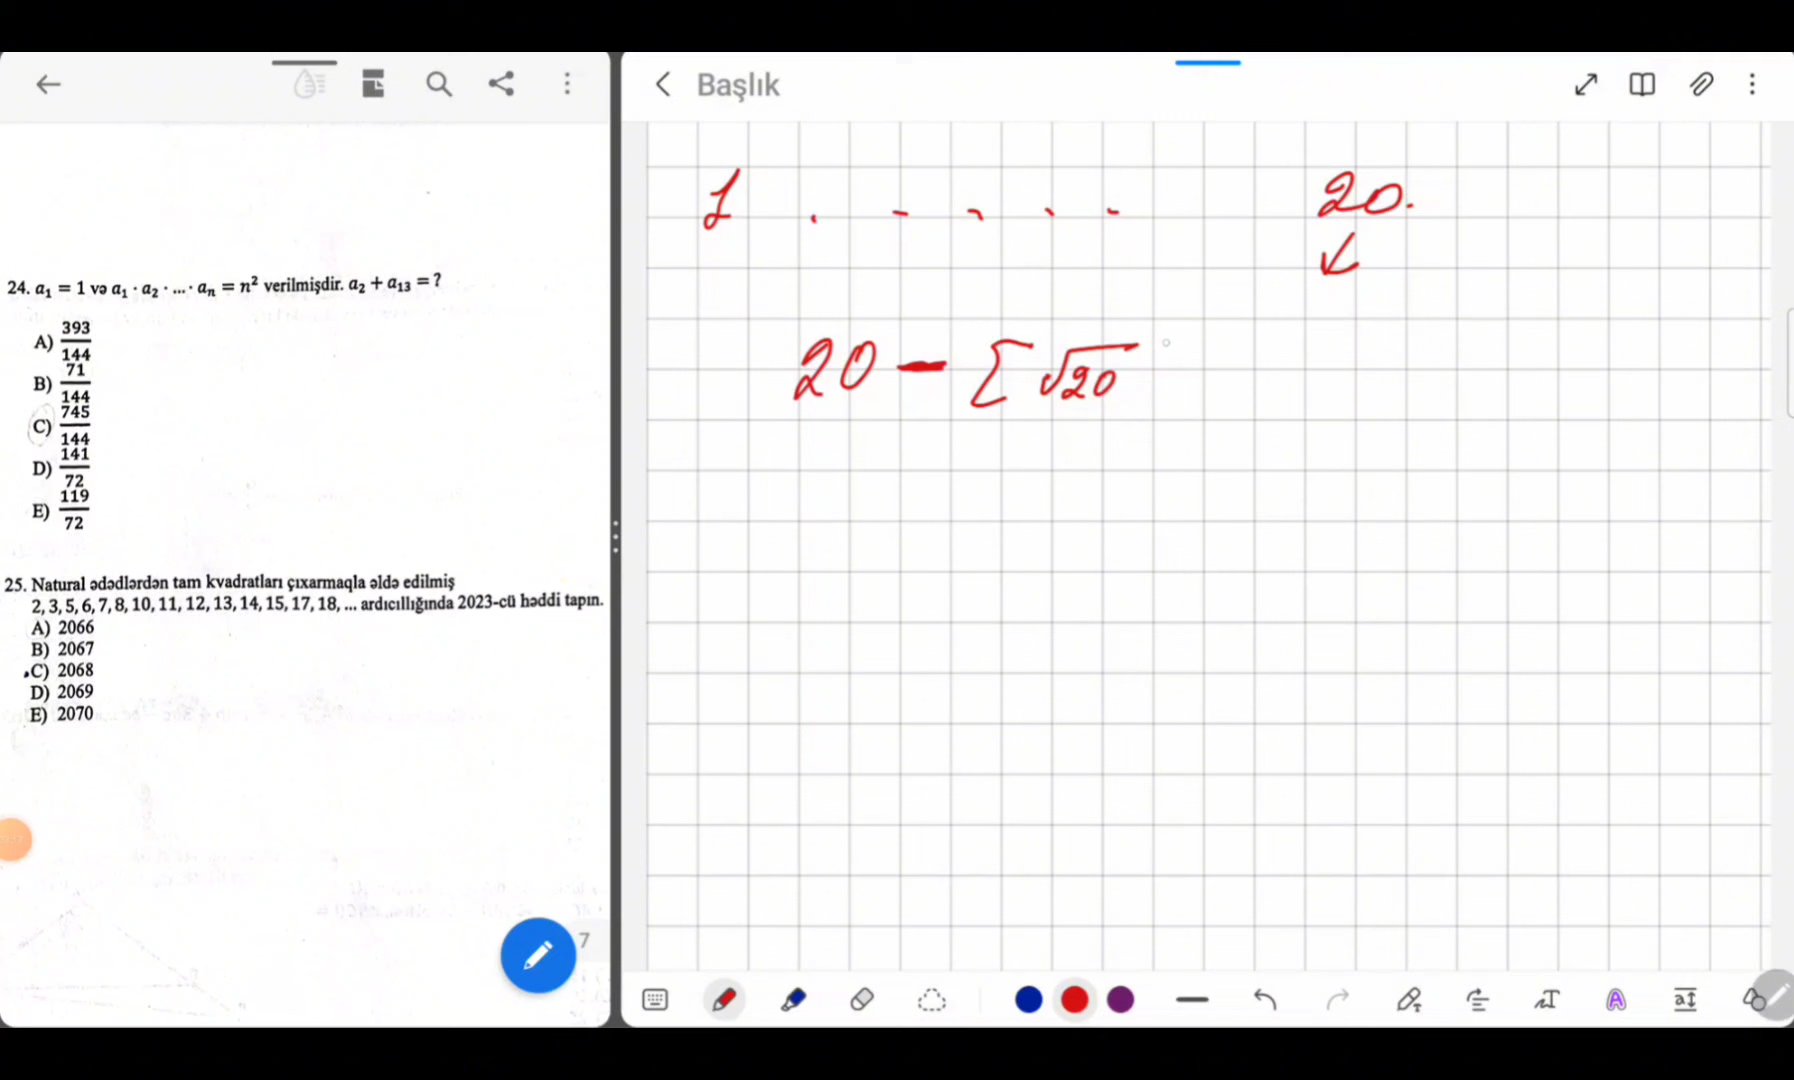 Başlık
24. a₁ = 1 və a₁ · a₂ · ... · aₙ = n² verilmişdir. a₂ + a₁₃ = ?
A) 393/144
B) 71/144
C) 745/144
D) 141/72
E) 119/72
25. Natural ədədlərdən tam kvadratları çıxarmaqla əldə edilmiş
2, 3, 5, 6, 7, 8, 10, 11, 12, 13, 14, 15, 17, 18, ... ardıcıllığında 2023-cü həddi tapın.
A) 2066
B) 2067
C) 2068
D) 2069
E) 2070
7
1 . - - - - 20.
20 - [√20